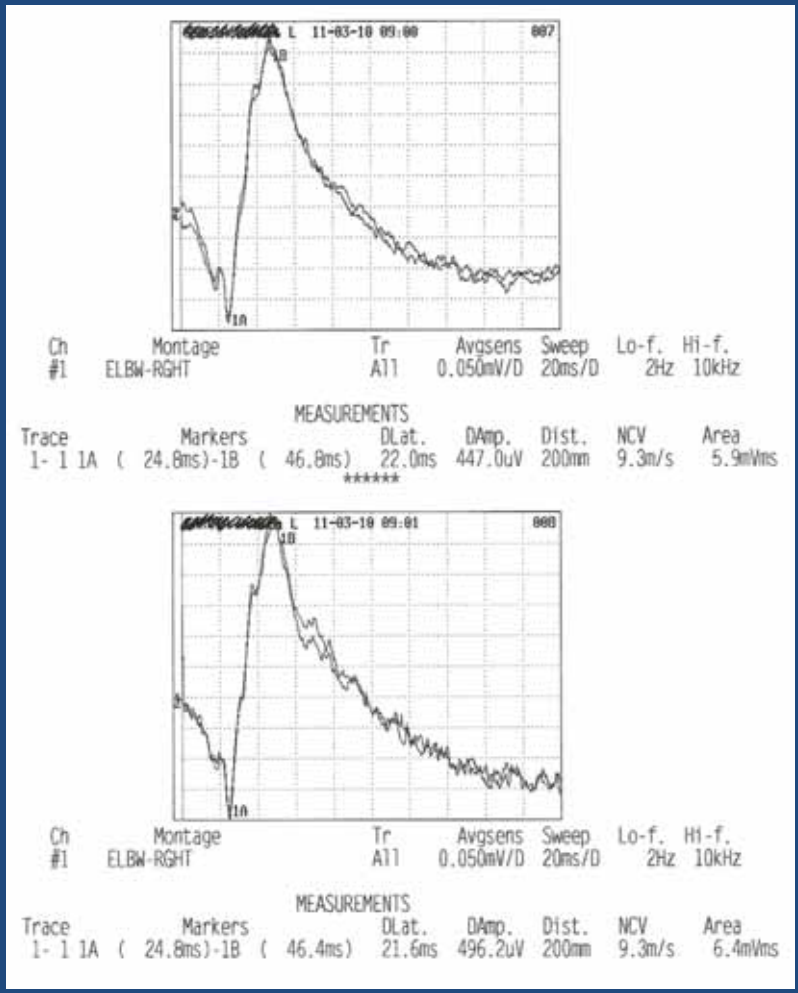 L 11-03-10 09:00 007
1B
1A
Ch Montage Tr Avgsens Sweep Lo-f. Hi-f.
#1 ELBW-RGHT All 0.050mV/D 20ms/D 2Hz 10kHz
MEASUREMENTS
Trace Markers DLat. DAmp. Dist. NCV Area
1- 1 1A ( 24.8ms)-1B ( 46.8ms) 22.0ms 447.0uV 200mm 9.3m/s 5.9mVms
******
L 11-03-10 09:01 008
1B
1A
Ch Montage Tr Avgsens Sweep Lo-f. Hi-f.
#1 ELBW-RGHT All 0.050mV/D 20ms/D 2Hz 10kHz
MEASUREMENTS
Trace Markers DLat. DAmp. Dist. NCV Area
1- 1 1A ( 24.8ms)-1B ( 46.4ms) 21.6ms 496.2uV 200mm 9.3m/s 6.4mVms